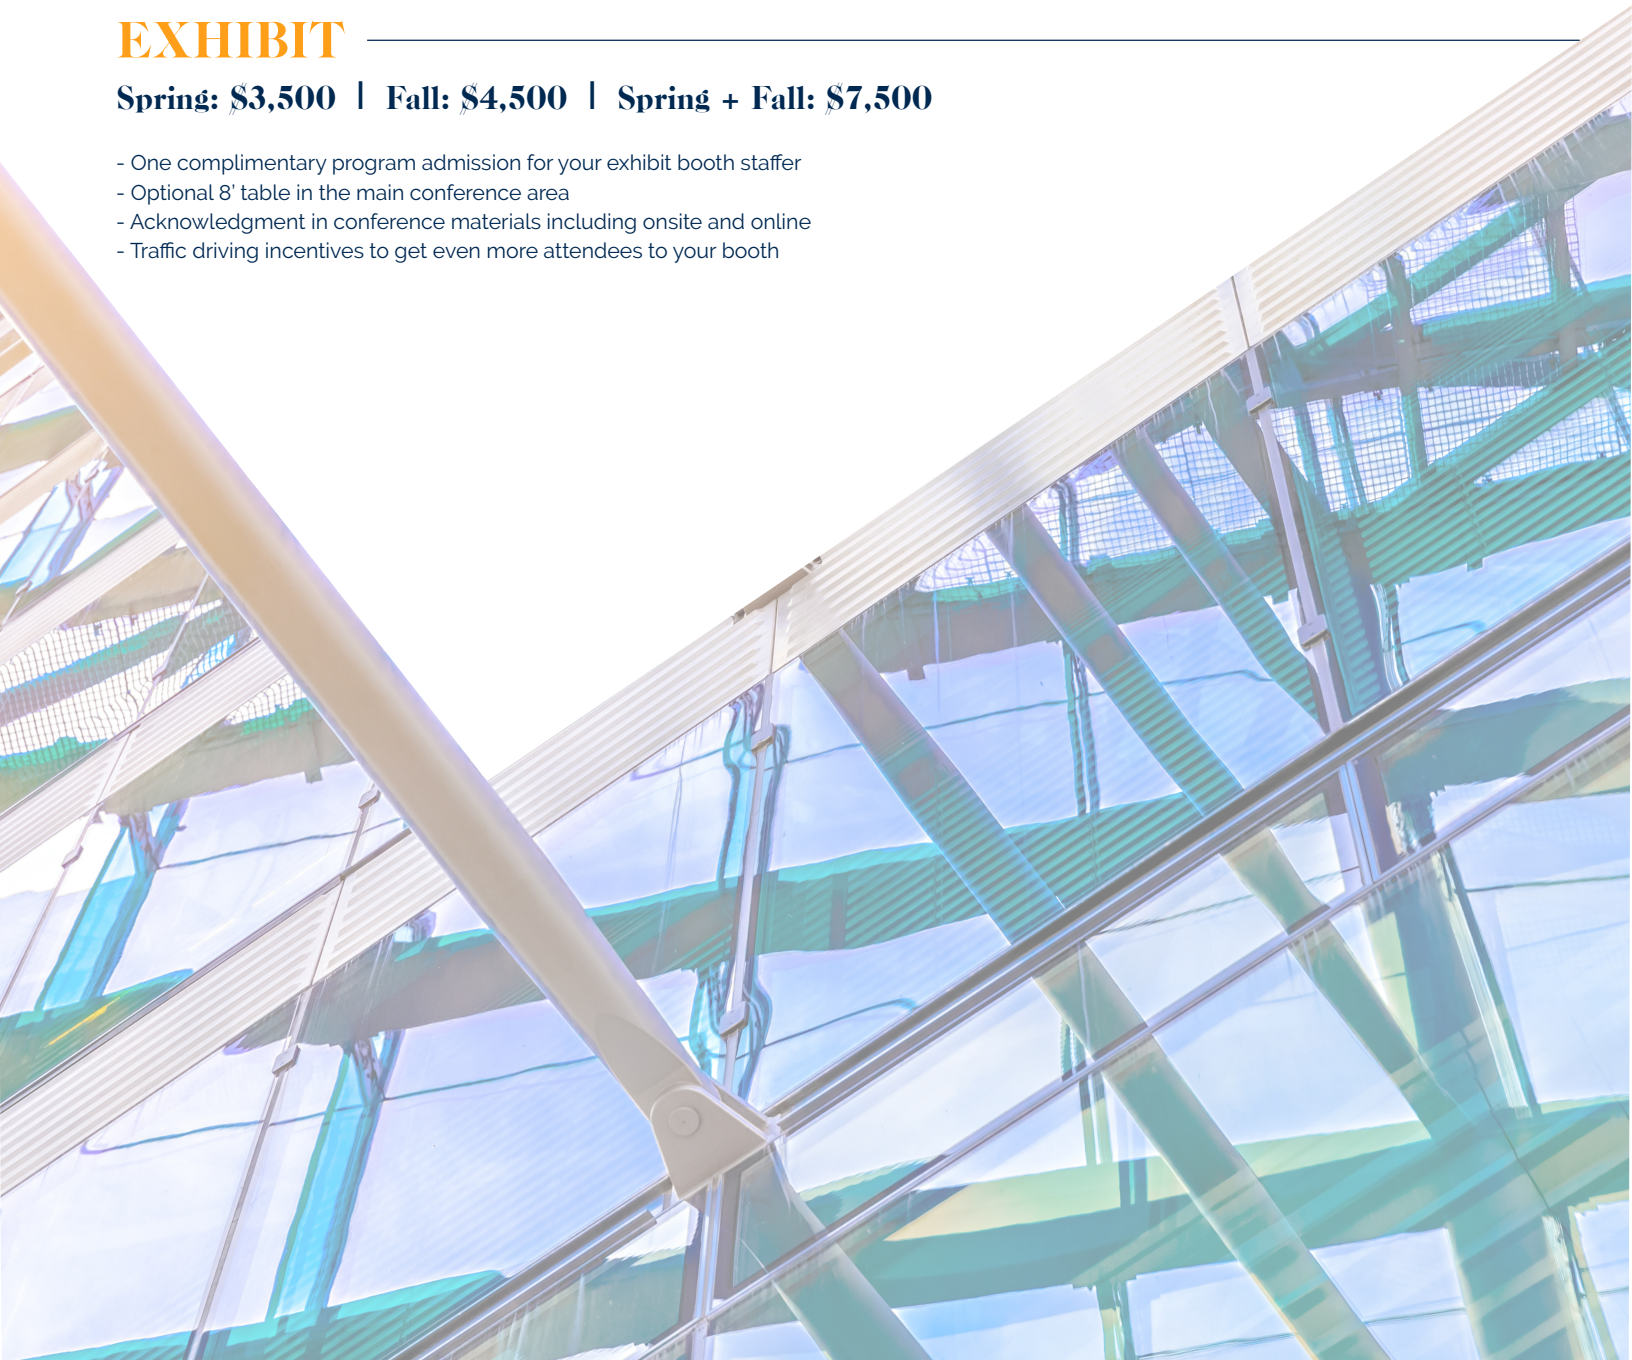 EXHIBIT
Spring: $3,500 | Fall: $4,500 | Spring + Fall: $7,500
- One complimentary program admission for your exhibit booth staffer
- Optional 8’ table in the main conference area
- Acknowledgment in conference materials including onsite and online
- Traffic driving incentives to get even more attendees to your booth